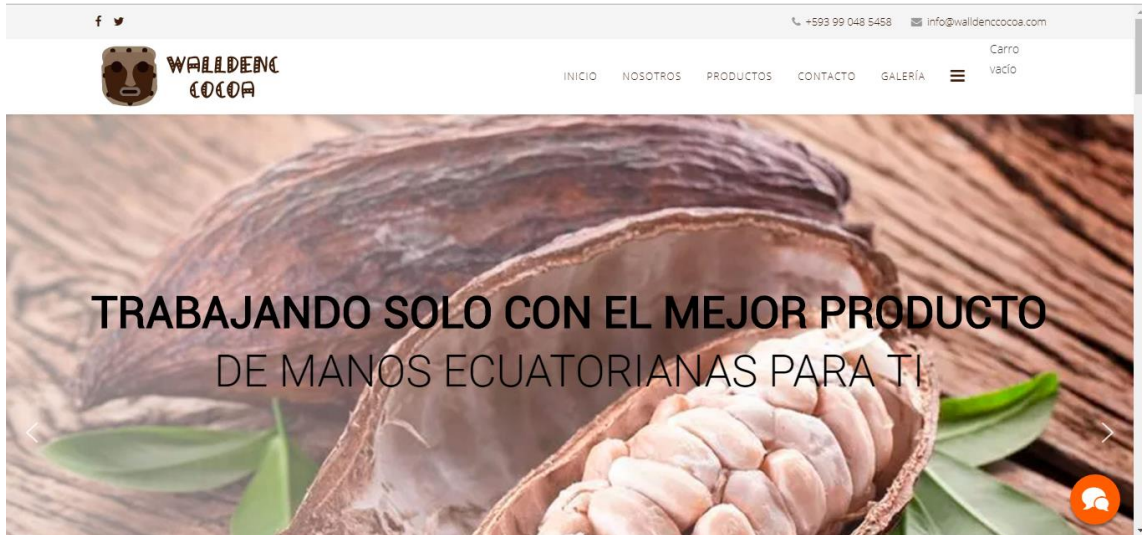 +593 99 048 5458 info@walldenccocoa.com
WALLDENC
COCOA
INICIO NOSOTROS PRODUCTOS CONTACTO GALERÍA
Carro
vacío
TRABAJANDO SOLO CON EL MEJOR PRODUCTO
DE MANOS ECUATORIANAS PARA TI